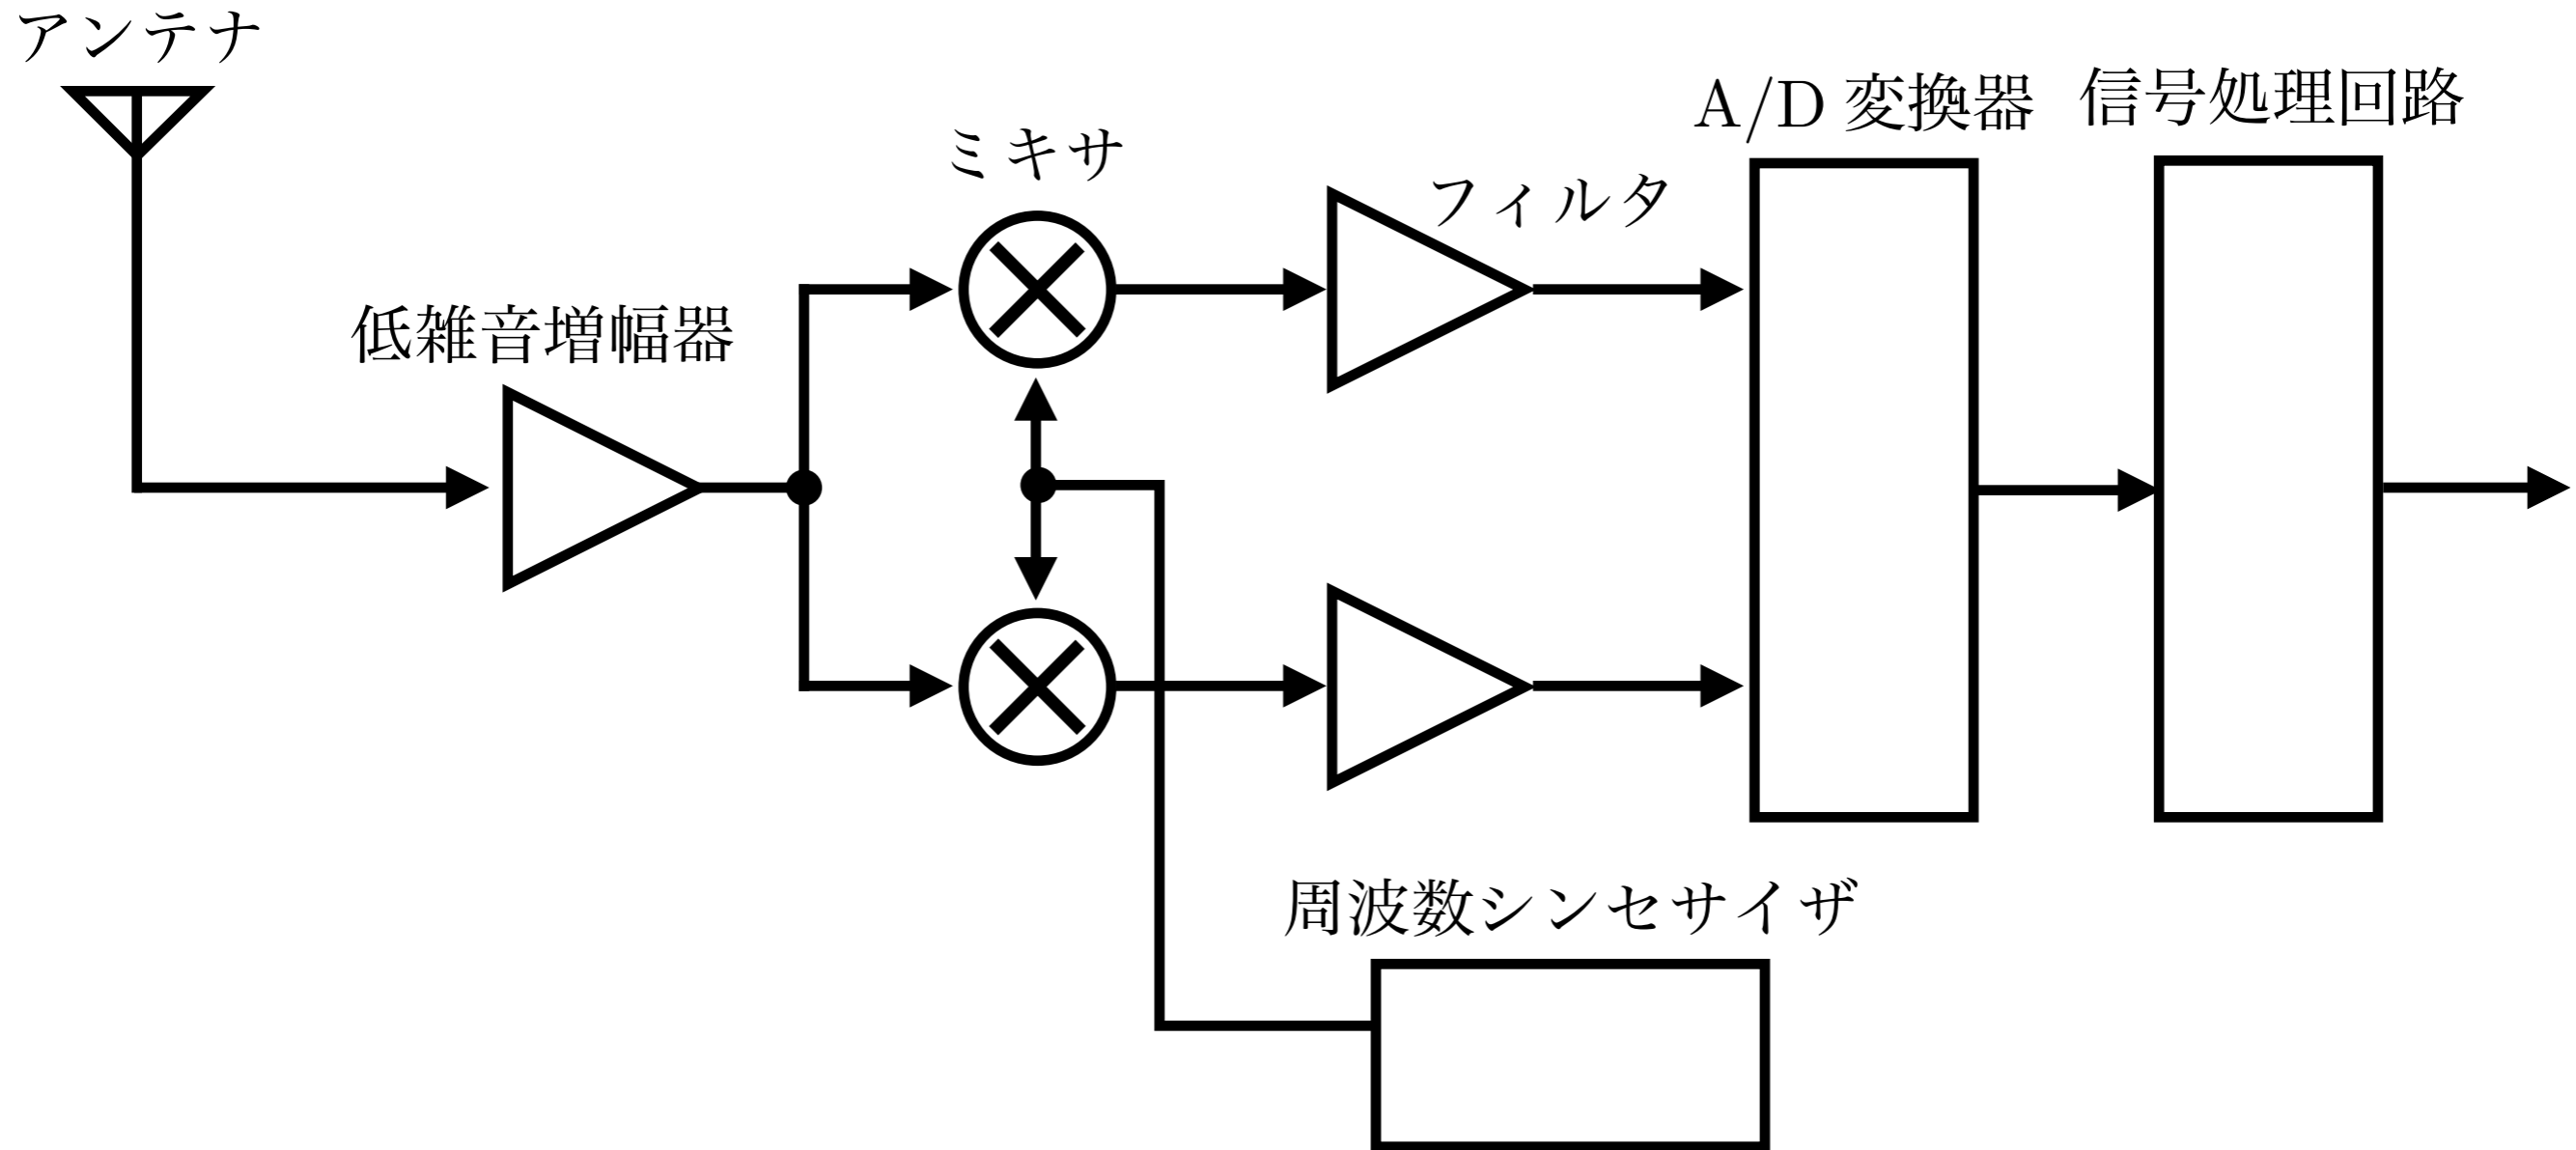 アンテナ
低雑音増幅器
ミキサ
フィルタ
A/D 変換器
信号処理回路
周波数シンセサイザ